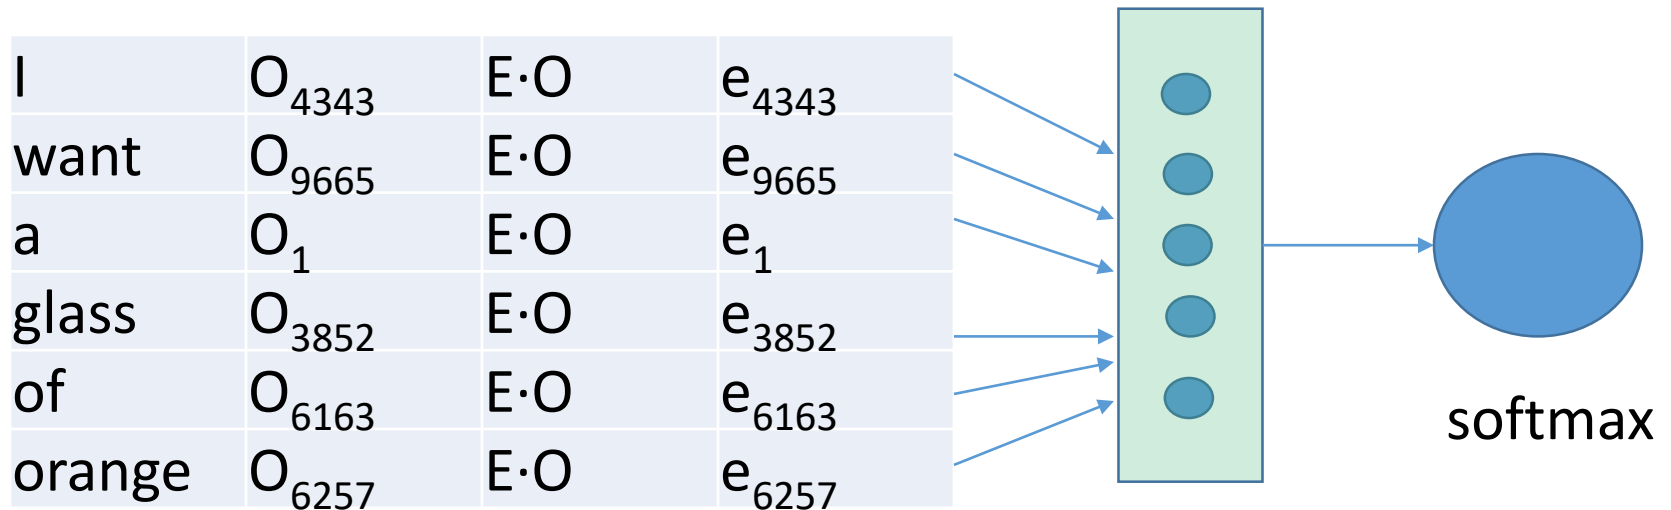 I O4343 E·O e4343
want O9665 E·O e9665
a O1 E·O e1
glass O3852 E·O e3852
of O6163 E·O e6163
orange O6257 E·O e6257
softmax